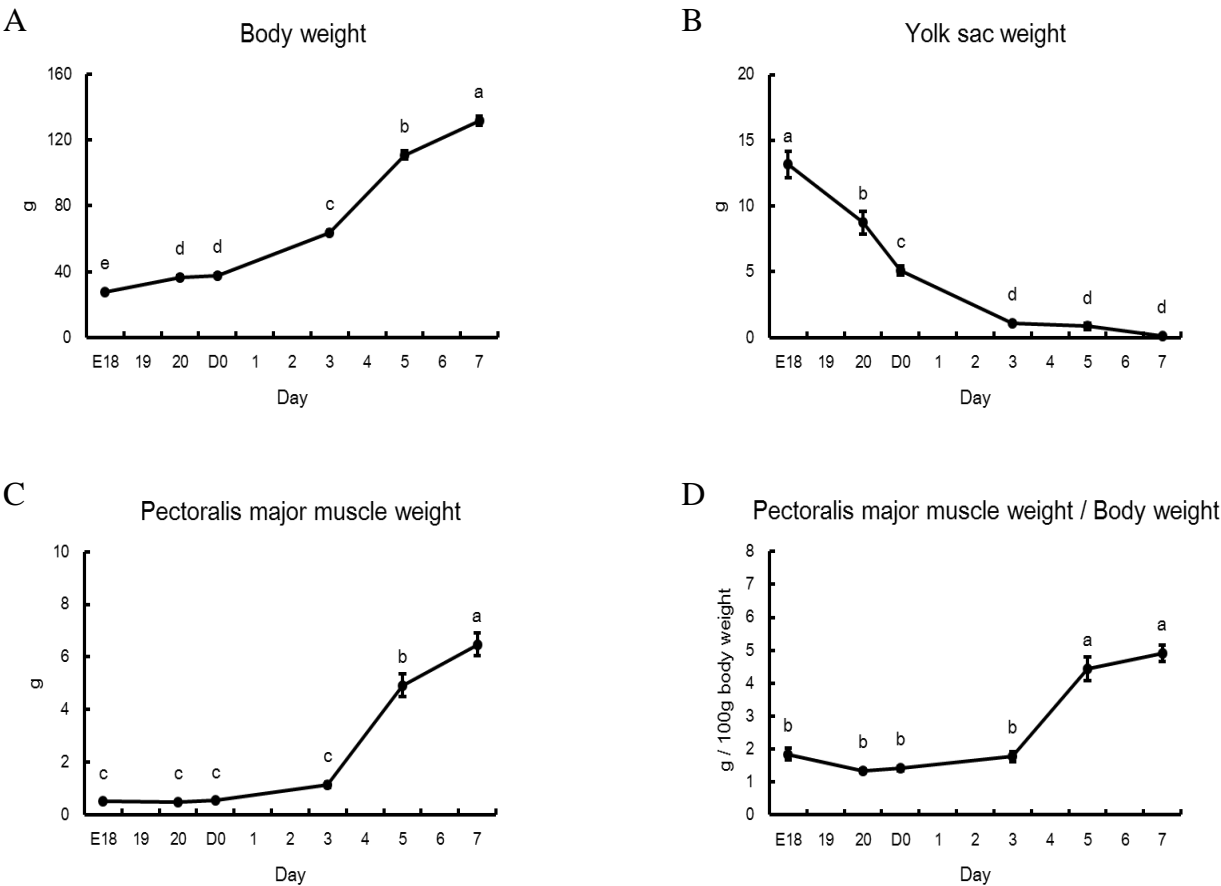 A
Body weight
160
120
80
40
0
g
e
d
d
c
b
a
E18 19 20 D0 1 2 3 4 5 6 7
Day
B
Yolk sac weight
20
15
10
5
0
g
a
b
c
d
d
d
E18 19 20 D0 1 2 3 4 5 6 7
Day
C
Pectoralis major muscle weight
10
8
6
4
2
0
g
c
c
c
c
b
a
E18 19 20 D0 1 2 3 4 5 6 7
Day
D
Pectoralis major muscle weight / Body weight
8
7
6
5
4
3
2
1
0
g / 100g body weight
b
b
b
b
a
a
E18 19 20 D0 1 2 3 4 5 6 7
Day